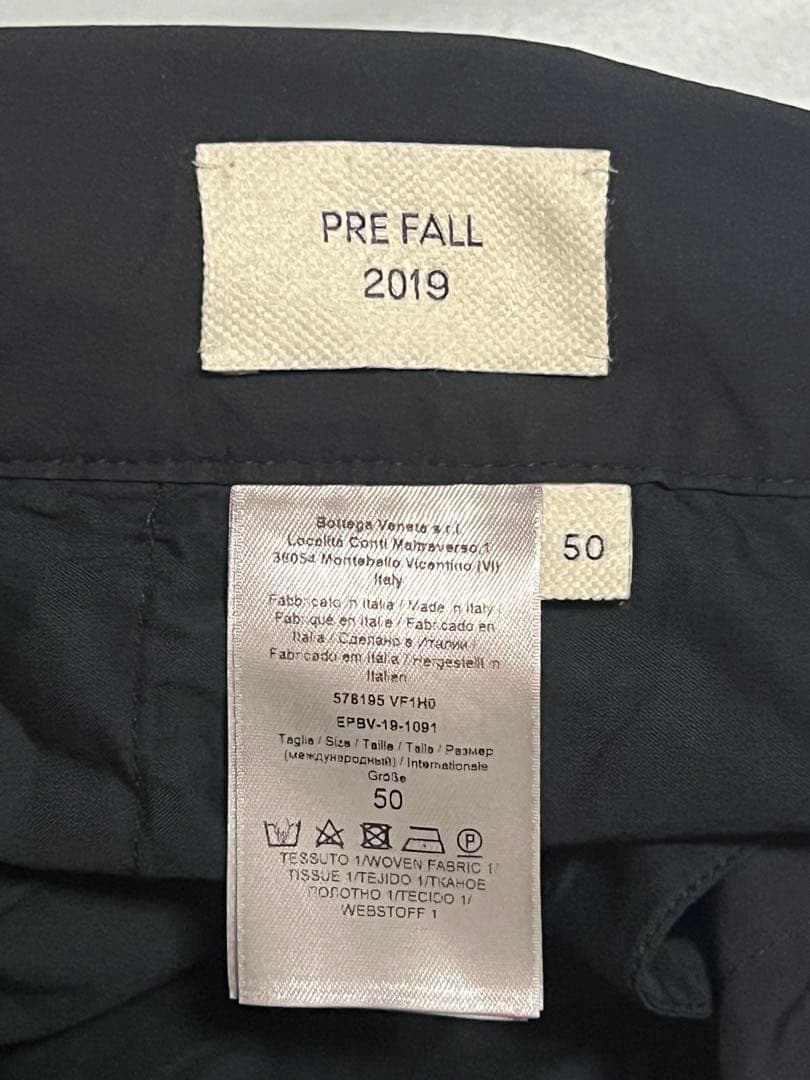 PRE FALL
2019
50
Bottega Veneta s.r.l.
Località Conti Maltraverso,1
36054 Montebello Vicentino (VI)
Italy
Fabbricato in Italia / Made in Italy /
Fabriqué en Italie / Fabricado en
Italia / Сделано в Италии /
Fabricado em Itália / Hergestellt in
Italien
578195 VF1H0
EPBV-19-1091
Taglia / Size / Taille / Talla / Размер
(международный) / Internationale
Größe
50
P
TESSUTO 1/WOVEN FABRIC 1/
TISSUE 1/TEJIDO 1/ТКАНОЕ
ПОЛОТНО 1/TECIDO 1/
WEBSTOFF 1